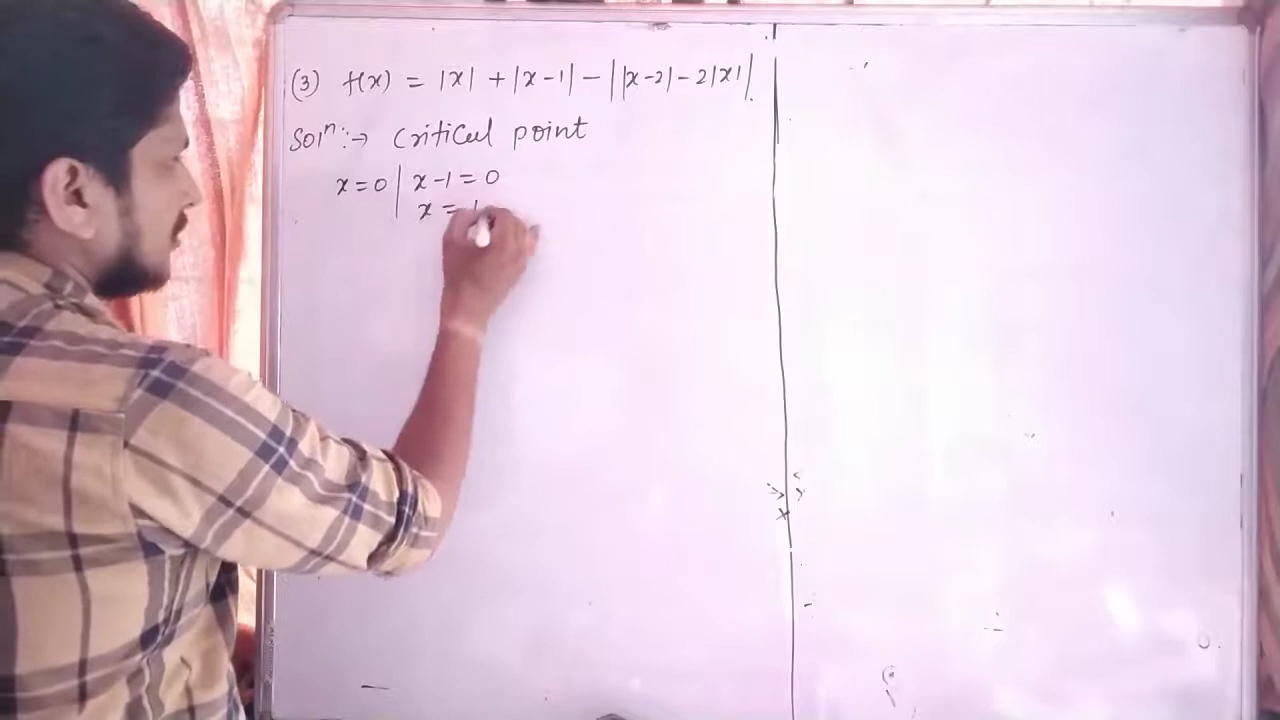 (3) f(x) = |x| + |x-1| - ||x-2| - 2|x||.
Solⁿ :→ Critical point
x = 0 | x-1 = 0
x = 1